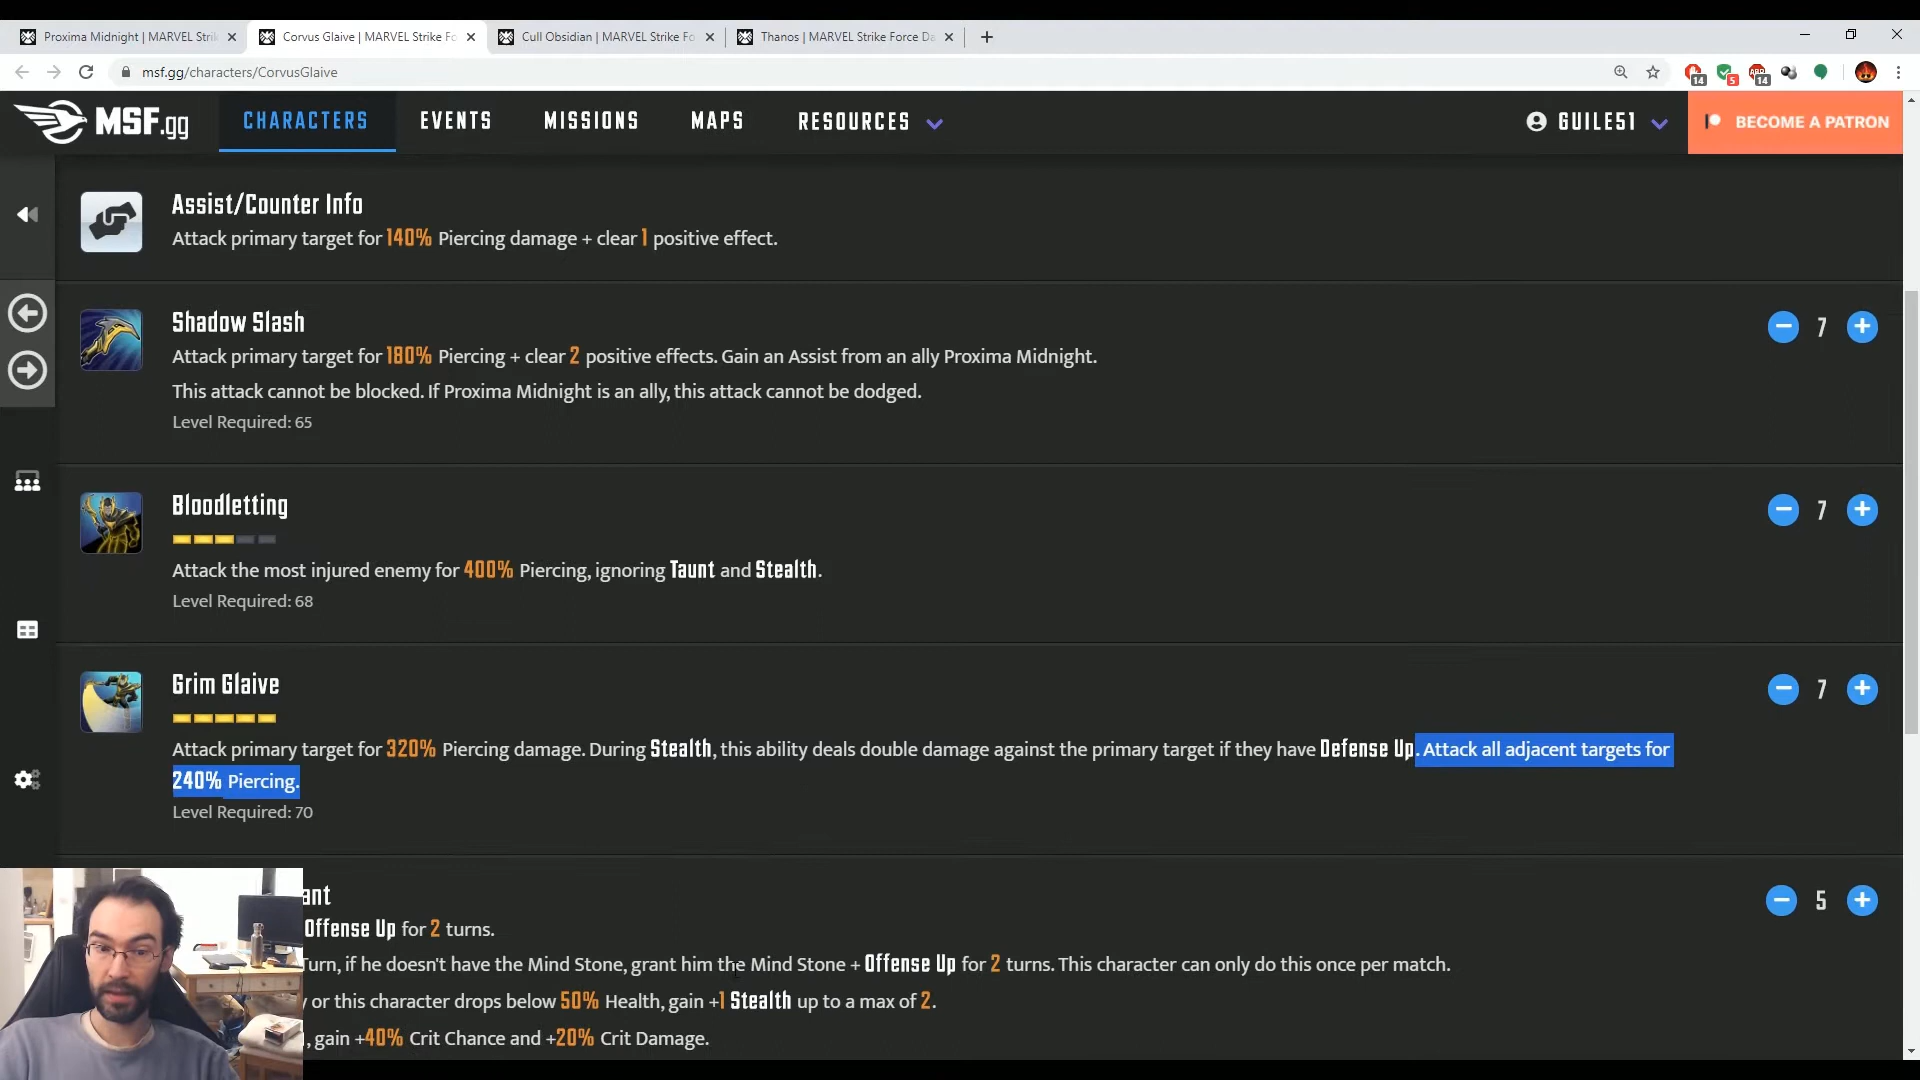 Proxima Midnight | MARVEL Strik
Corvus Glaive | MARVEL Strike Fo
Cull Obsidian | MARVEL Strike Fo
Thanos | MARVEL Strike Force Da
msf.gg/characters/CorvusGlaive
14
5
14
MSF.gg
CHARACTERS
EVENTS
MISSIONS
MAPS
RESOURCES
GUILE51
BECOME A PATRON
Assist/Counter Info
Attack primary target for 140% Piercing damage + clear 1 positive effect.
Shadow Slash
7
Attack primary target for 180% Piercing + clear 2 positive effects. Gain an Assist from an ally Proxima Midnight.
This attack cannot be blocked. If Proxima Midnight is an ally, this attack cannot be dodged.
Level Required: 65
Bloodletting
7
Attack the most injured enemy for 400% Piercing, ignoring Taunt and Stealth.
Level Required: 68
Grim Glaive
7
Attack primary target for 320% Piercing damage. During Stealth, this ability deals double damage against the primary target if they have Defense Up. Attack all adjacent targets for
240% Piercing.
Level Required: 70
ant
5
Offense Up for 2 turns.
Turn, if he doesn't have the Mind Stone, grant him the Mind Stone + Offense Up for 2 turns. This character can only do this once per match.
y or this character drops below 50% Health, gain +1 Stealth up to a max of 2.
, gain +40% Crit Chance and +20% Crit Damage.